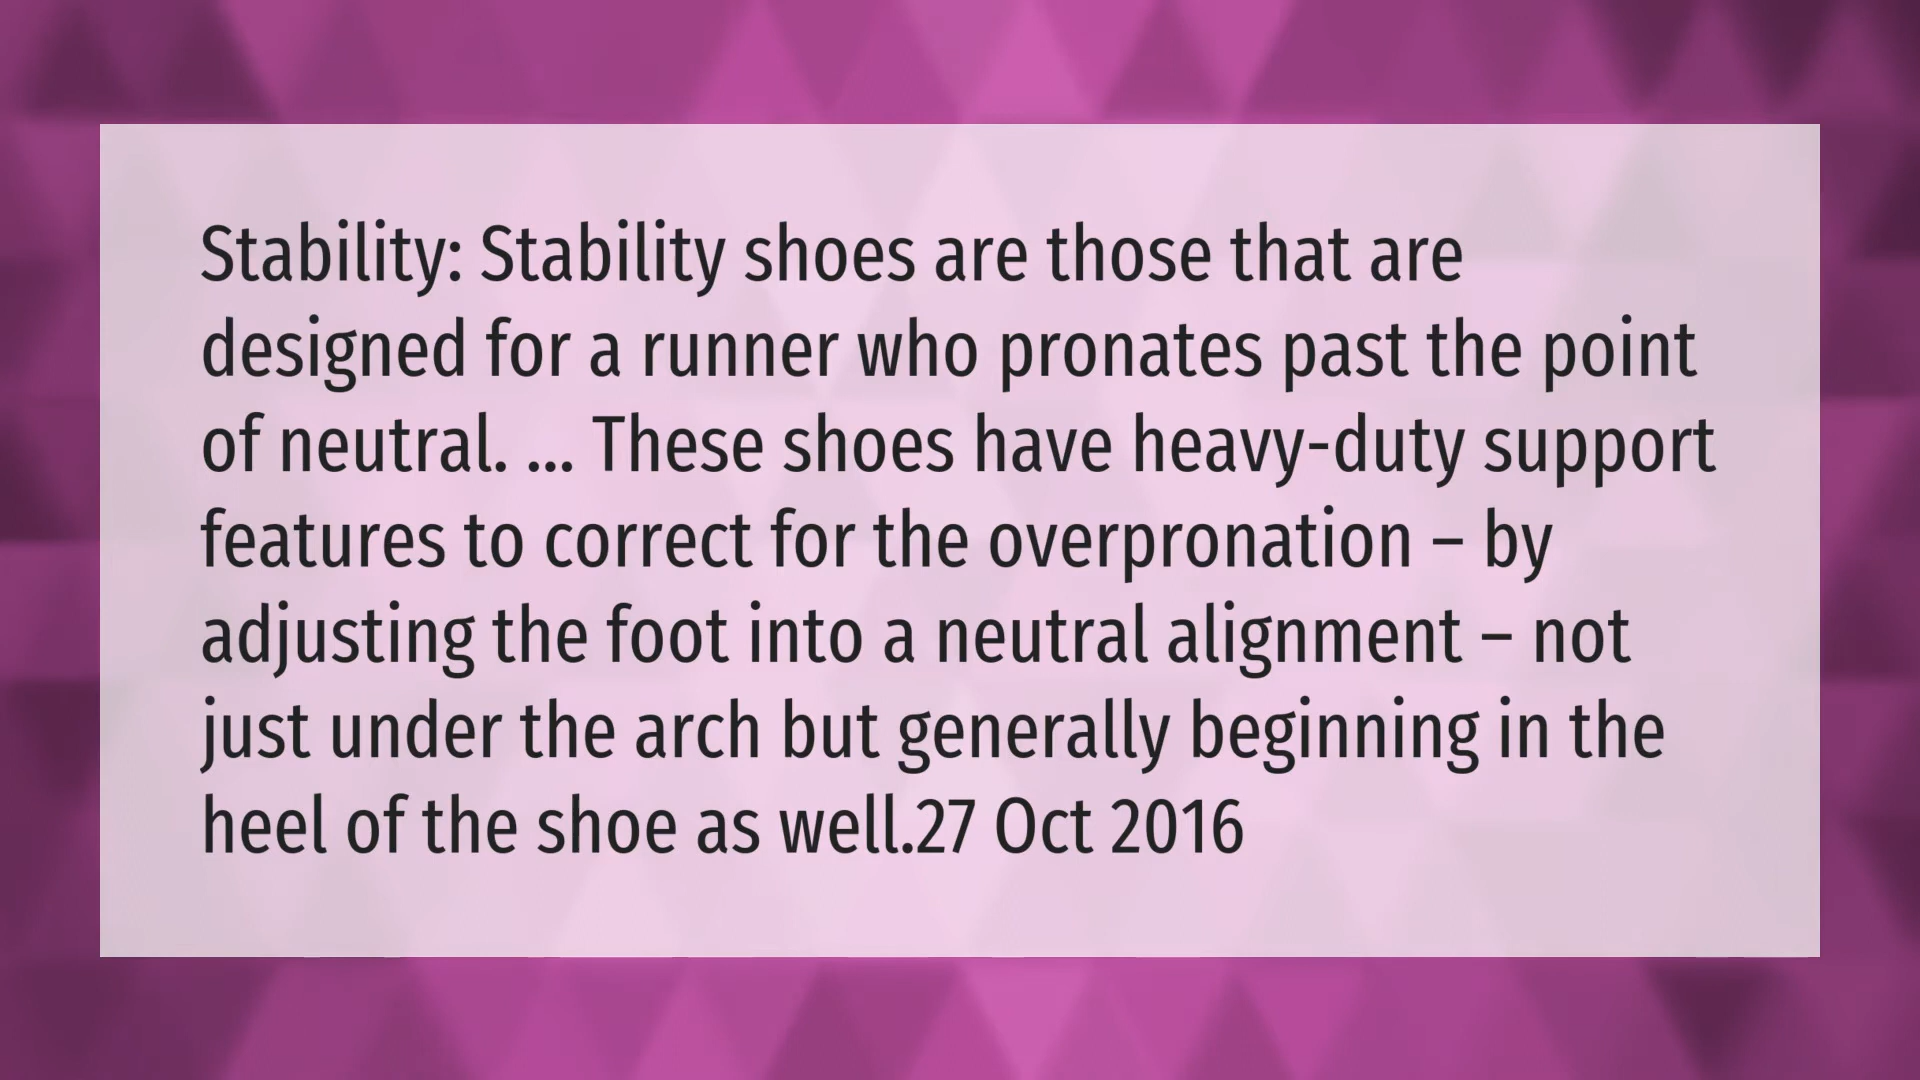 Stability: Stability shoes are those that are
designed for a runner who pronates past the point
of neutral. ... These shoes have heavy-duty support
features to correct for the overpronation – by
adjusting the foot into a neutral alignment – not
just under the arch but generally beginning in the
heel of the shoe as well.27 Oct 2016